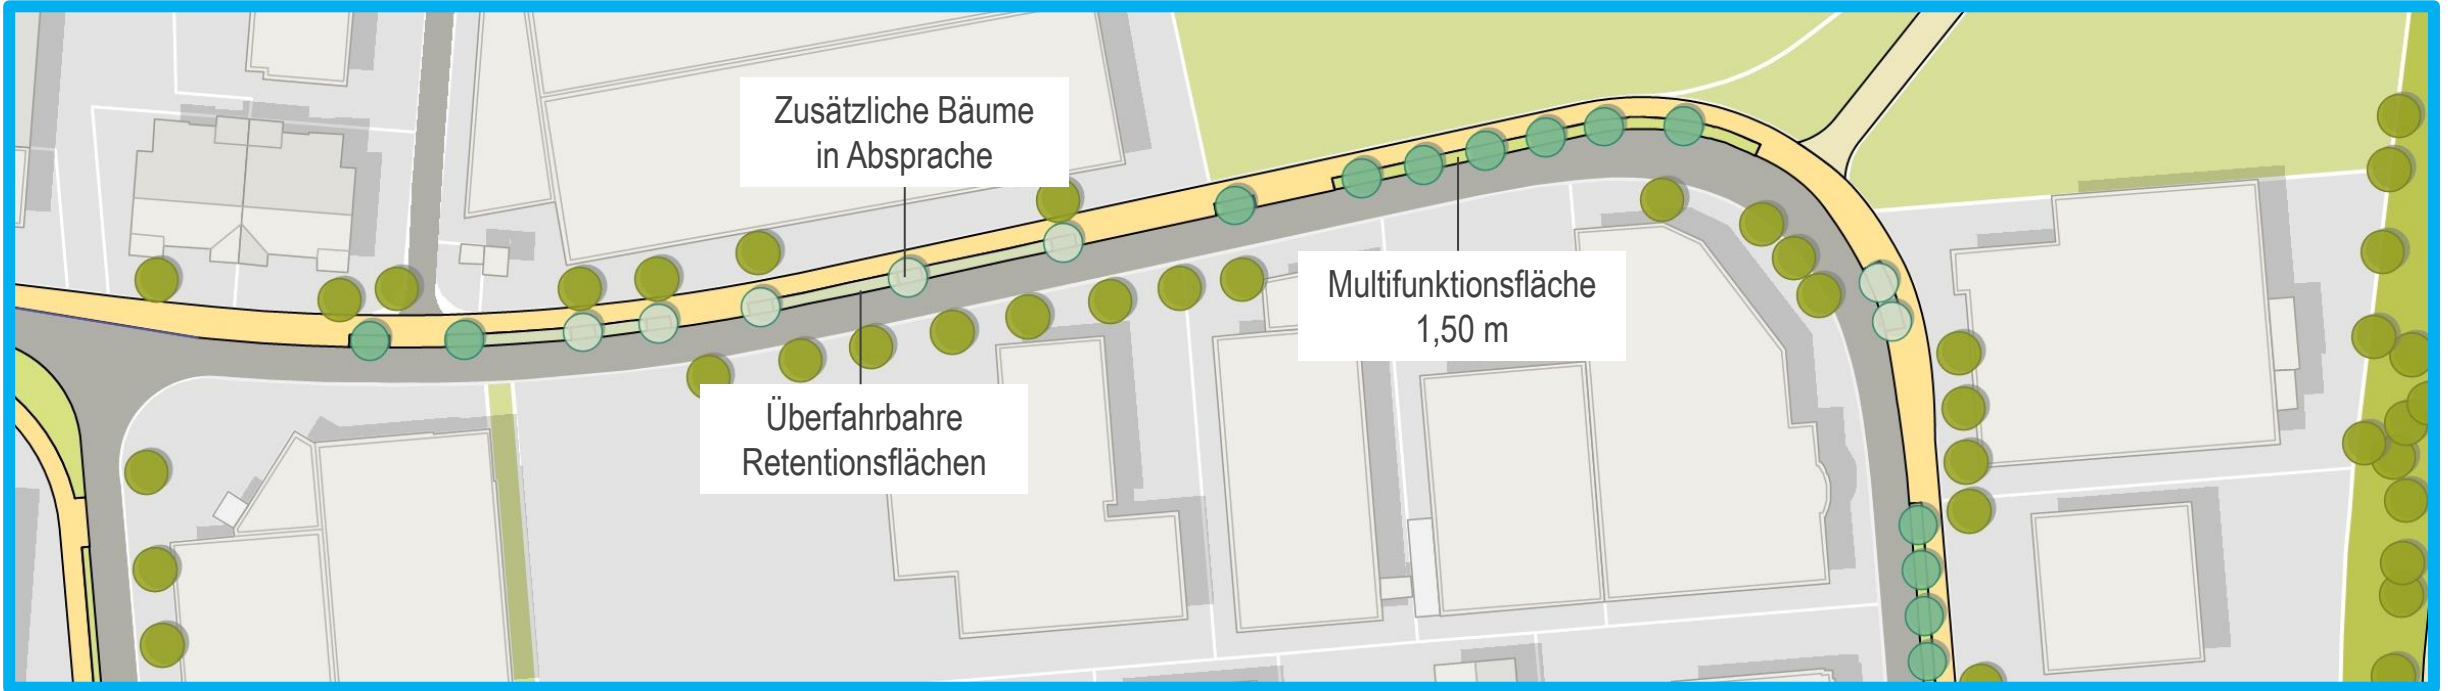 Zusätzliche Bäume
in Absprache
Multifunktionsfläche
1,50 m
Überfahrbahre
Retentionsflächen